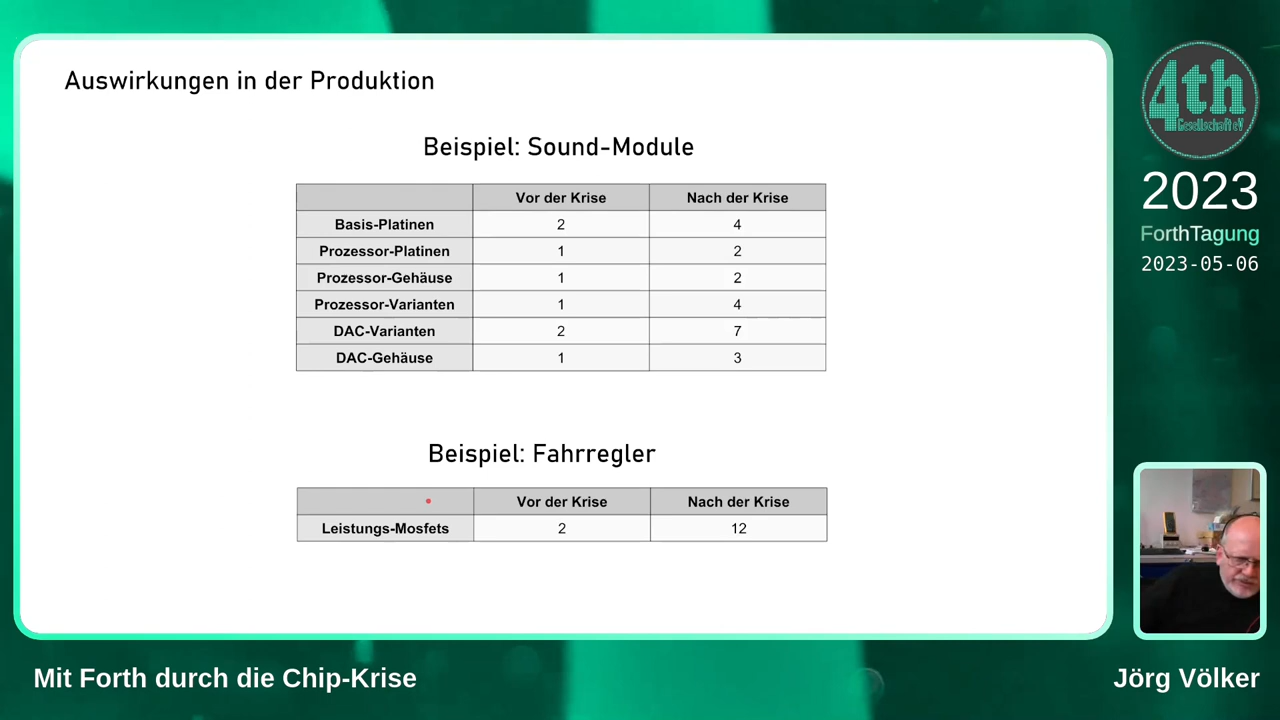 Auswirkungen in der Produktion
Beispiel: Sound-Module
Vor der Krise Nach der Krise
Basis-Platinen 2 4
Prozessor-Platinen 1 2
Prozessor-Gehäuse 1 2
Prozessor-Varianten 1 4
DAC-Varianten 2 7
DAC-Gehäuse 1 3
Beispiel: Fahrregler
Vor der Krise Nach der Krise
Leistungs-Mosfets 2 12
4th
Gesellschaft eV
2023
ForthTagung
2023-05-06
Mit Forth durch die Chip-Krise
Jörg Völker